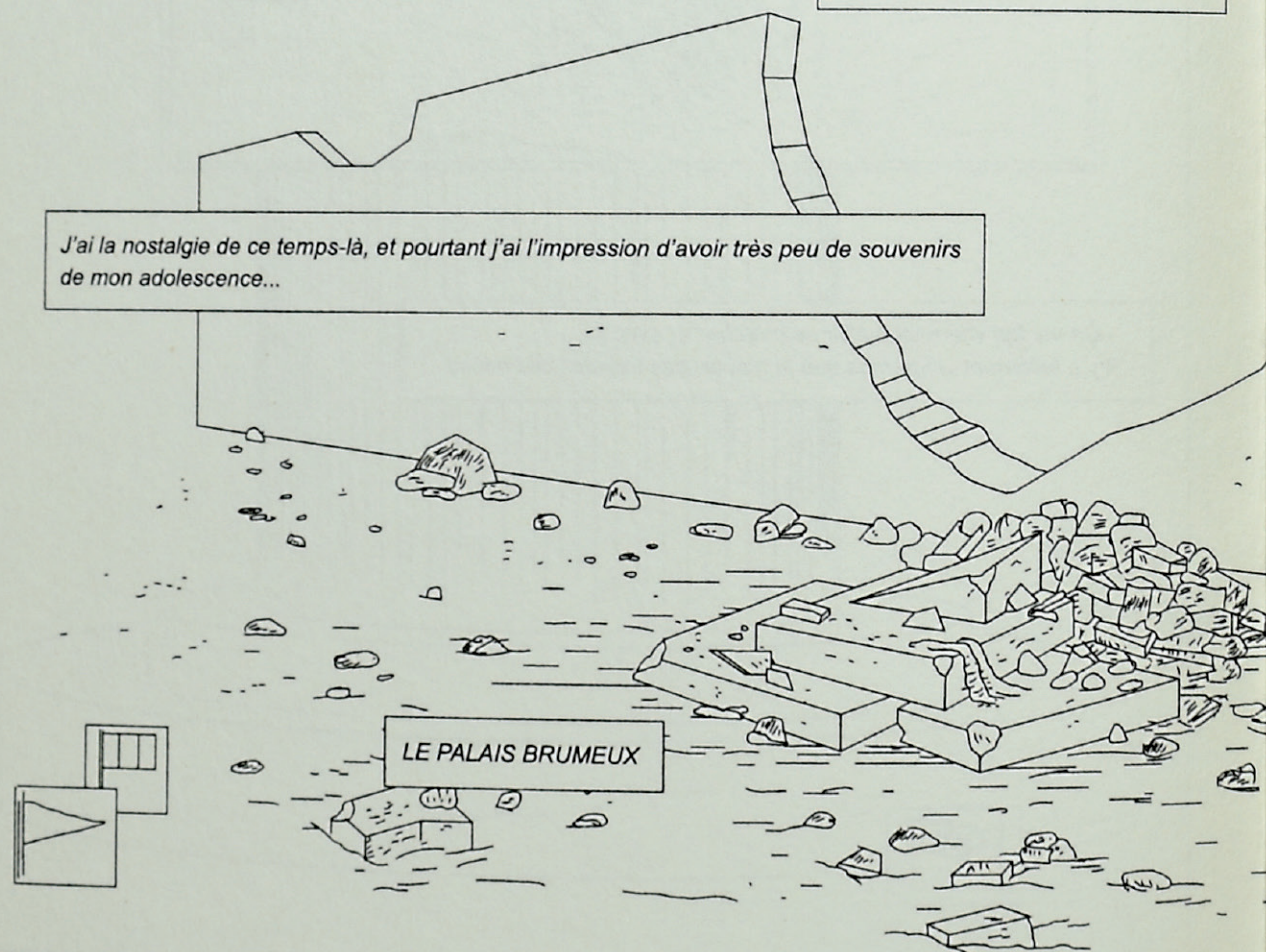 J'ai la nostalgie de ce temps-là, et pourtant j'ai l'impression d'avoir très peu de souvenirs
de mon adolescence...
LE PALAIS BRUMEUX